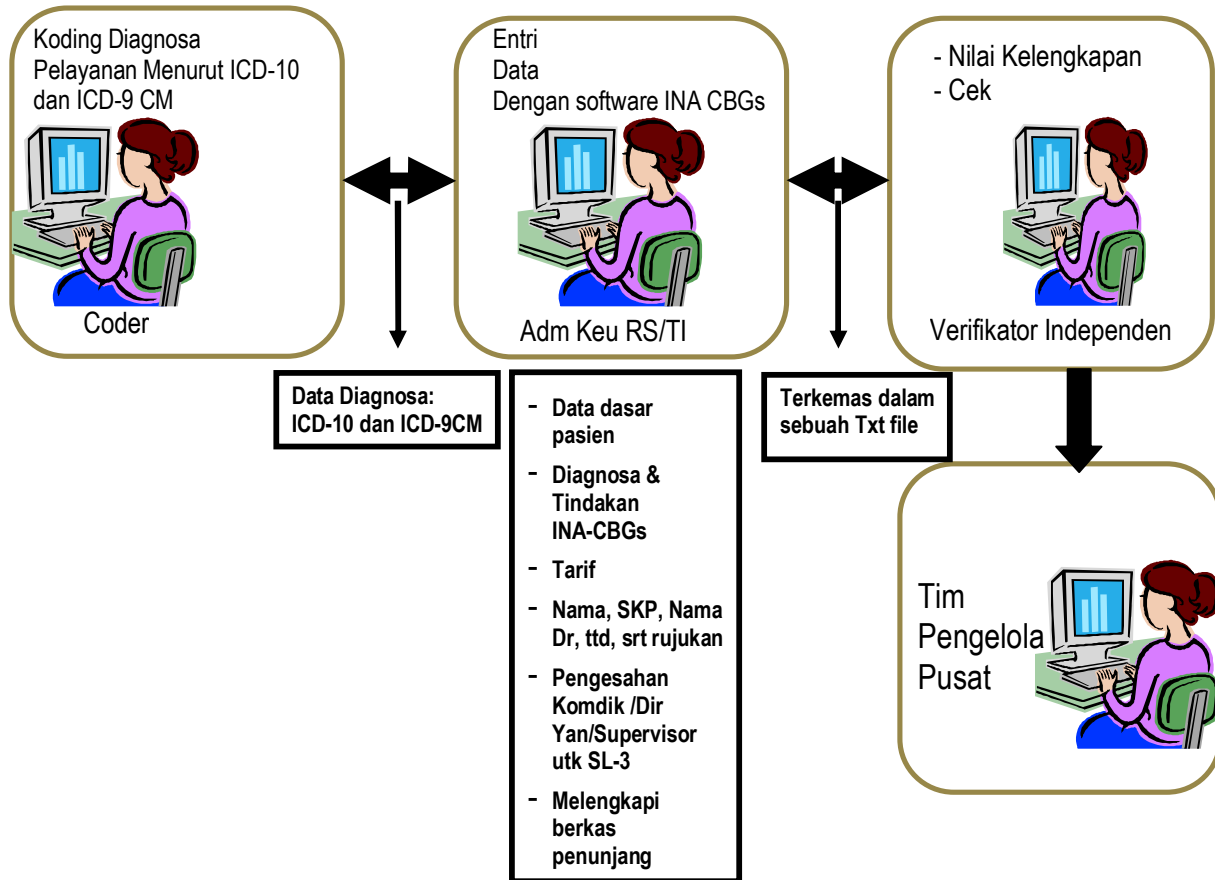 Koding Diagnosa
Pelayanan Menurut ICD-10
dan ICD-9 CM
Coder
Entri
Data
Dengan software INA CBGs
Adm Keu RS/TI
- Nilai Kelengkapan
- Cek
Verifikator Independen
Data Diagnosa:
ICD-10 dan ICD-9CM
- Data dasar
pasien
- Diagnosa &
Tindakan
INA-CBGs
- Tarif
- Nama, SKP, Nama
Dr, ttd, srt rujukan
- Pengesahan
Komdik /Dir
Yan/Supervisor
utk SL-3
- Melengkapi
berkas
penunjang
Terkemas dalam
sebuah Txt file
Tim
Pengelola
Pusat